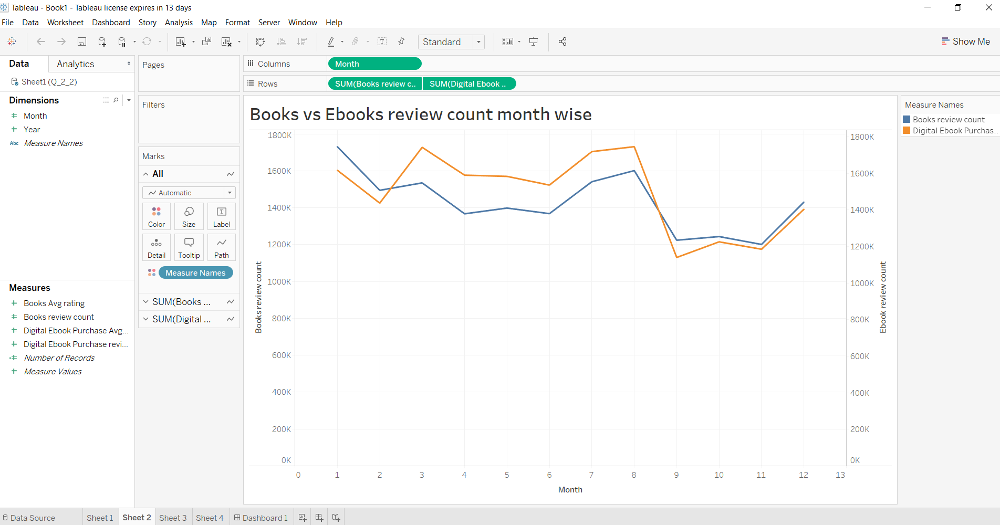 Tableau - Book1 - Tableau license expires in 13 days
File Data Worksheet Dashboard Story Analysis Map Format Server Window Help
Standard
Show Me
Data Analytics
Sheet1 (Q_2_2)
Dimensions
Month
Year
Abc Measure Names
Measures
Books Avg rating
Books review count
Digital Ebook Purchase Avg...
Digital Ebook Purchase revi...
Number of Records
Measure Values
Pages
Filters
Marks
All
Automatic
Color Size Label
Detail Tooltip Path
Measure Names
SUM(Books ...
SUM(Digital ...
Columns Month
Rows SUM(Books review c.. SUM(Digital Ebook ..
Books vs Ebooks review count month wise
1800K
1600K
1400K
1200K
1000K
800K
600K
400K
200K
0K
Books review count
0 1 2 3 4 5 6 7 8 9 10 11 12 13
Month
1800K
1600K
1400K
1200K
1000K
800K
600K
400K
200K
0K
Ebook review count
Measure Names
Books review count
Digital Ebook Purchas..
Data Source Sheet 1 Sheet 2 Sheet 3 Sheet 4 Dashboard 1